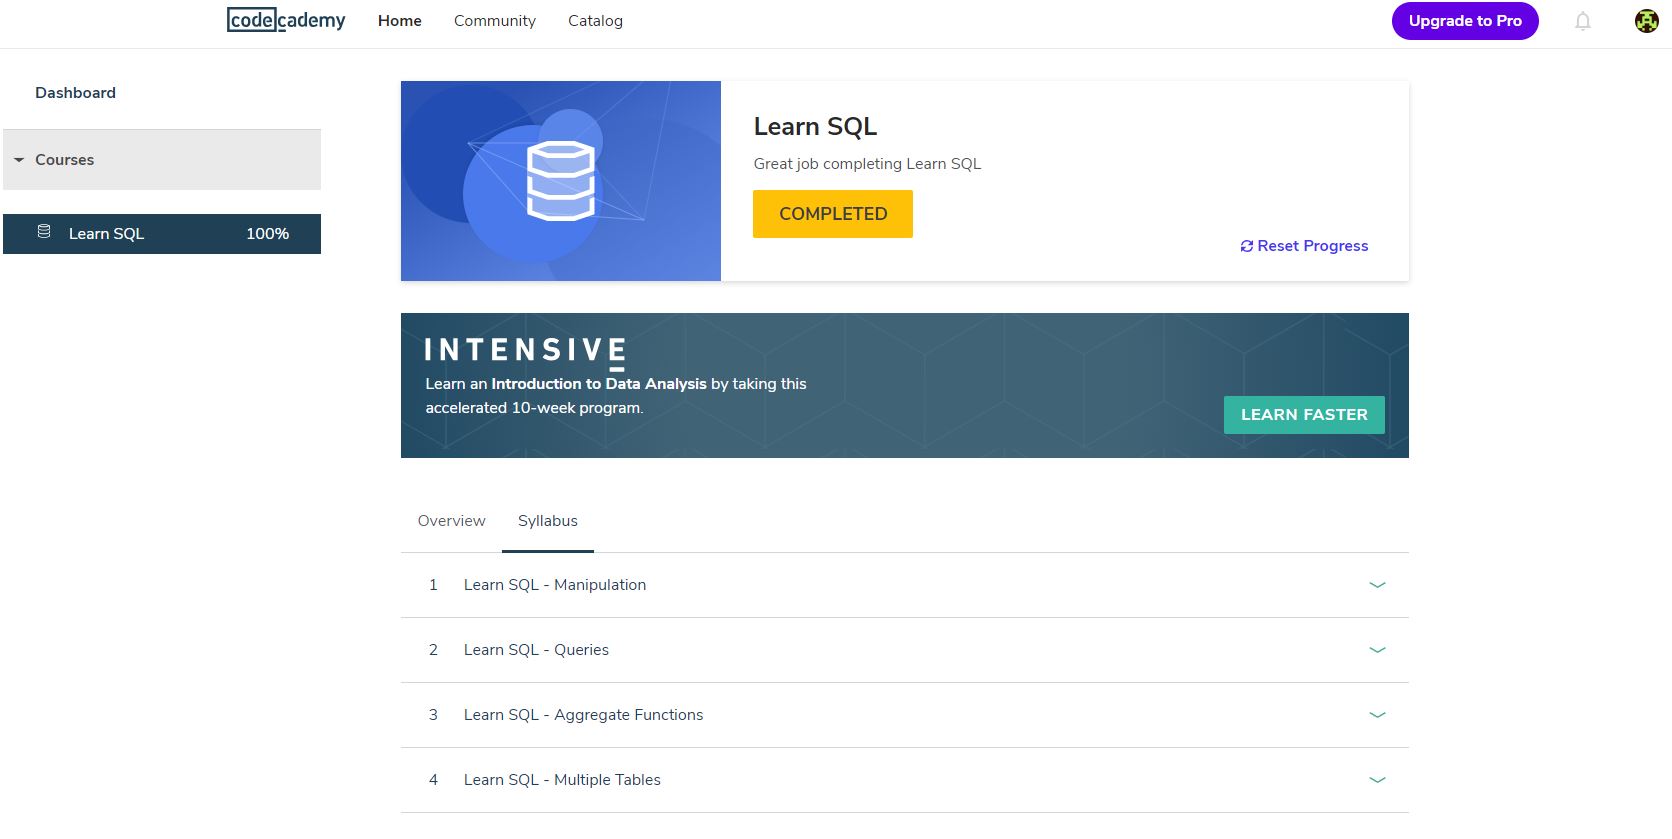 codecademy
Home
Community
Catalog
Upgrade to Pro
Dashboard
Courses
Learn SQL
100%
Learn SQL
Great job completing Learn SQL
COMPLETED
Reset Progress
INTENSIVE
Learn an Introduction to Data Analysis by taking this
accelerated 10-week program.
LEARN FASTER
Overview
Syllabus
1 Learn SQL - Manipulation
2 Learn SQL - Queries
3 Learn SQL - Aggregate Functions
4 Learn SQL - Multiple Tables